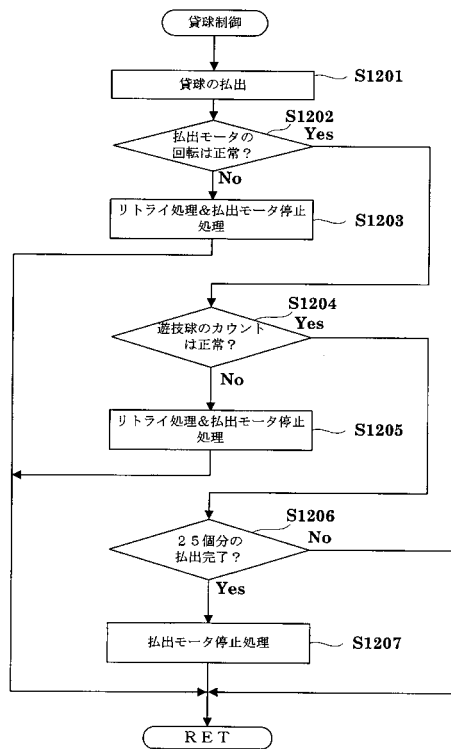 貸球制御
貸球の払出
S1201
S1202
払出モータの
回転は正常？
Yes
No
リトライ処理&払出モータ停止
処理
S1203
S1204
遊技球のカウント
は正常？
Yes
No
リトライ処理&払出モータ停止
処理
S1205
S1206
２５個分の
払出完了？
No
Yes
払出モータ停止処理
S1207
ＲＥＴ